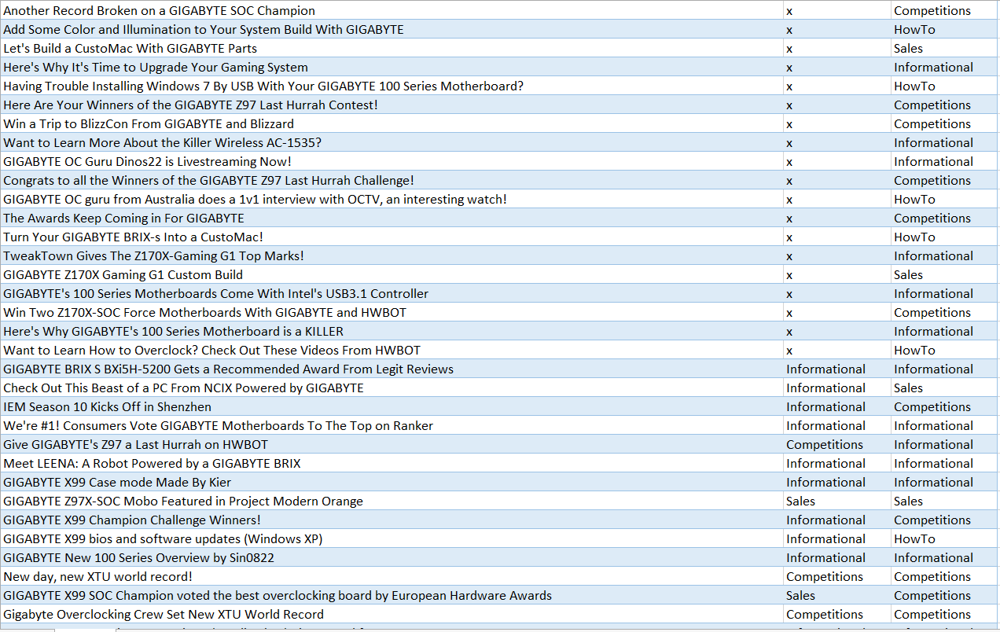 Another Record Broken on a GIGABYTE SOC Champion x Competitions
Add Some Color and Illumination to Your System Build With GIGABYTE x HowTo
Let's Build a CustoMac With GIGABYTE Parts x Sales
Here's Why It's Time to Upgrade Your Gaming System x Informational
Having Trouble Installing Windows 7 By USB With Your GIGABYTE 100 Series Motherboard? x HowTo
Here Are Your Winners of the GIGABYTE Z97 Last Hurrah Contest! x Competitions
Win a Trip to BlizzCon From GIGABYTE and Blizzard x Competitions
Want to Learn More About the Killer Wireless AC-1535? x Informational
GIGABYTE OC Guru Dinos22 is Livestreaming Now! x Informational
Congrats to all the Winners of the GIGABYTE Z97 Last Hurrah Challenge! x Competitions
GIGABYTE OC guru from Australia does a 1v1 interview with OCTV, an interesting watch! x HowTo
The Awards Keep Coming in For GIGABYTE x Competitions
Turn Your GIGABYTE BRIX-s Into a CustoMac! x HowTo
TweakTown Gives The Z170X-Gaming G1 Top Marks! x Informational
GIGABYTE Z170X Gaming G1 Custom Build x Sales
GIGABYTE's 100 Series Motherboards Come With Intel's USB3.1 Controller x Informational
Win Two Z170X-SOC Force Motherboards With GIGABYTE and HWBOT x Competitions
Here's Why GIGABYTE's 100 Series Motherboard is a KILLER x Informational
Want to Learn How to Overclock? Check Out These Videos From HWBOT x HowTo
GIGABYTE BRIX S BXi5H-5200 Gets a Recommended Award From Legit Reviews Informational Informational
Check Out This Beast of a PC From NCIX Powered by GIGABYTE Informational Sales
IEM Season 10 Kicks Off in Shenzhen Informational Competitions
We're #1! Consumers Vote GIGABYTE Motherboards To The Top on Ranker Informational Informational
Give GIGABYTE's Z97 a Last Hurrah on HWBOT Competitions Informational
Meet LEENA: A Robot Powered by a GIGABYTE BRIX Informational Informational
GIGABYTE X99 Case mode Made By Kier Informational Informational
GIGABYTE Z97X-SOC Mobo Featured in Project Modern Orange Sales Sales
GIGABYTE X99 Champion Challenge Winners! Informational Competitions
GIGABYTE X99 bios and software updates (Windows XP) Informational HowTo
GIGABYTE New 100 Series Overview by Sin0822 Informational Informational
New day, new XTU world record! Competitions Competitions
GIGABYTE X99 SOC Champion voted the best overclocking board by European Hardware Awards Sales Competitions
Gigabyte Overclocking Crew Set New XTU World Record Competitions Competitions